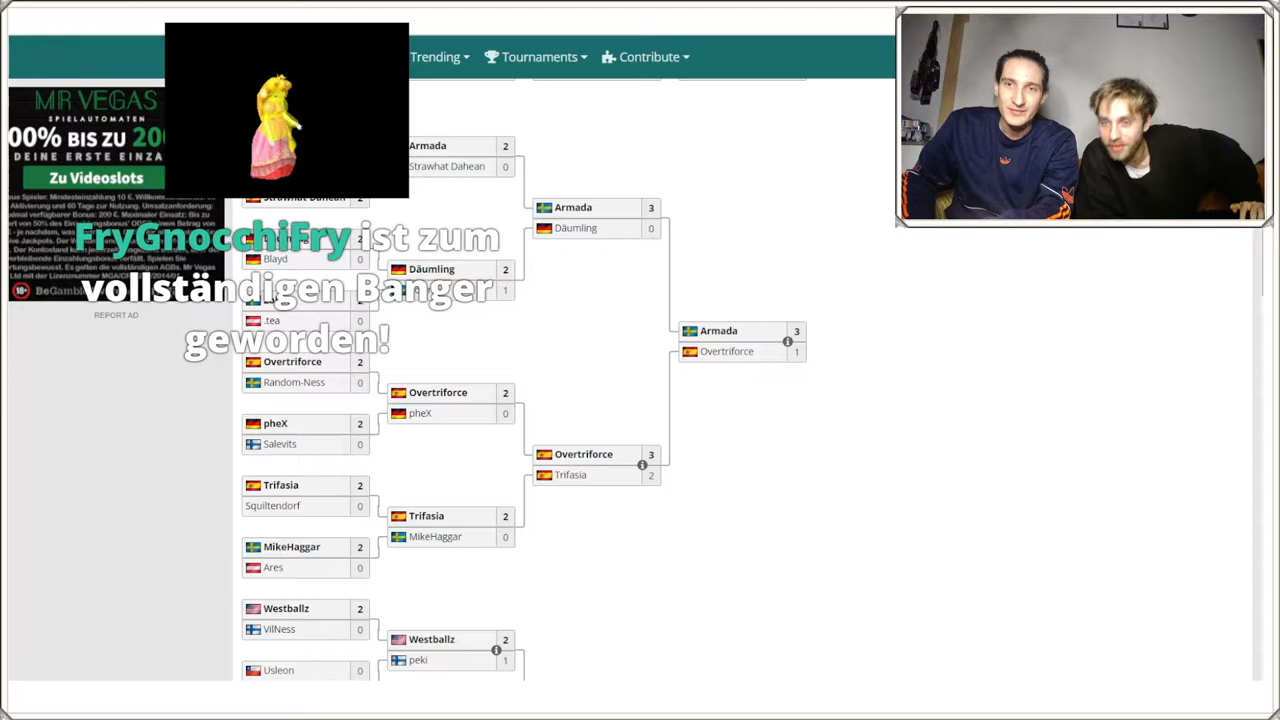 Trending
Tournaments
Contribute
MR VEGAS
SPIELAUTOMATEN
00% BIS ZU 20
DEINE ERSTE EINZA
Zu Videoslots
REPORT AD
FryGnocchiFry ist zum
vollständigen Banger
geworden!
Strawhat Dahean 2
Blayd 0
.tea 0
Overtriforce 2
Random-Ness 0
pheX 2
Salevits 0
Trifasia 2
Squiltendorf 0
MikeHaggar 2
Ares 0
Westballz 2
VilNess 0
Usleon 0
Armada 2
Strawhat Dahean 0
Däumling 2
1
Overtriforce 2
pheX 0
Trifasia 2
MikeHaggar 0
Westballz 2
peki 1
Armada 3
Däumling 0
Overtriforce 3
Trifasia 2
Armada 3
Overtriforce 1